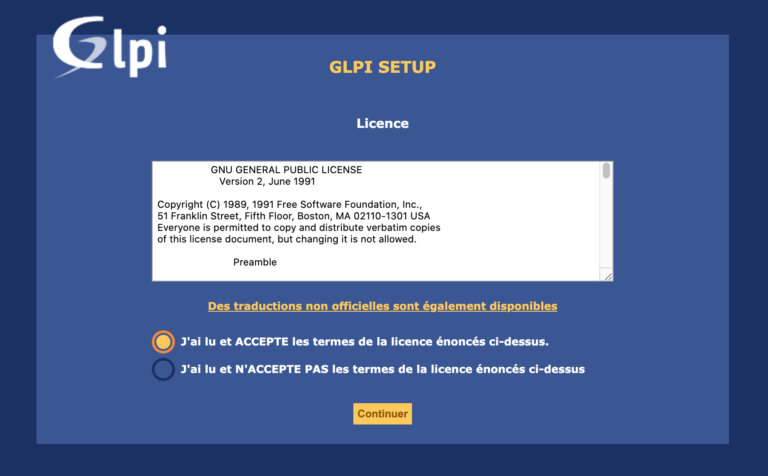 Glpi
GLPI SETUP
Licence
GNU GENERAL PUBLIC LICENSE
Version 2, June 1991
Copyright (C) 1989, 1991 Free Software Foundation, Inc.,
51 Franklin Street, Fifth Floor, Boston, MA 02110-1301 USA
Everyone is permitted to copy and distribute verbatim copies
of this license document, but changing it is not allowed.
Preamble
Des traductions non officielles sont également disponibles
J'ai lu et ACCEPTE les termes de la licence énoncés ci-dessus.
J'ai lu et N'ACCEPTE PAS les termes de la licence énoncés ci-dessus
Continuer